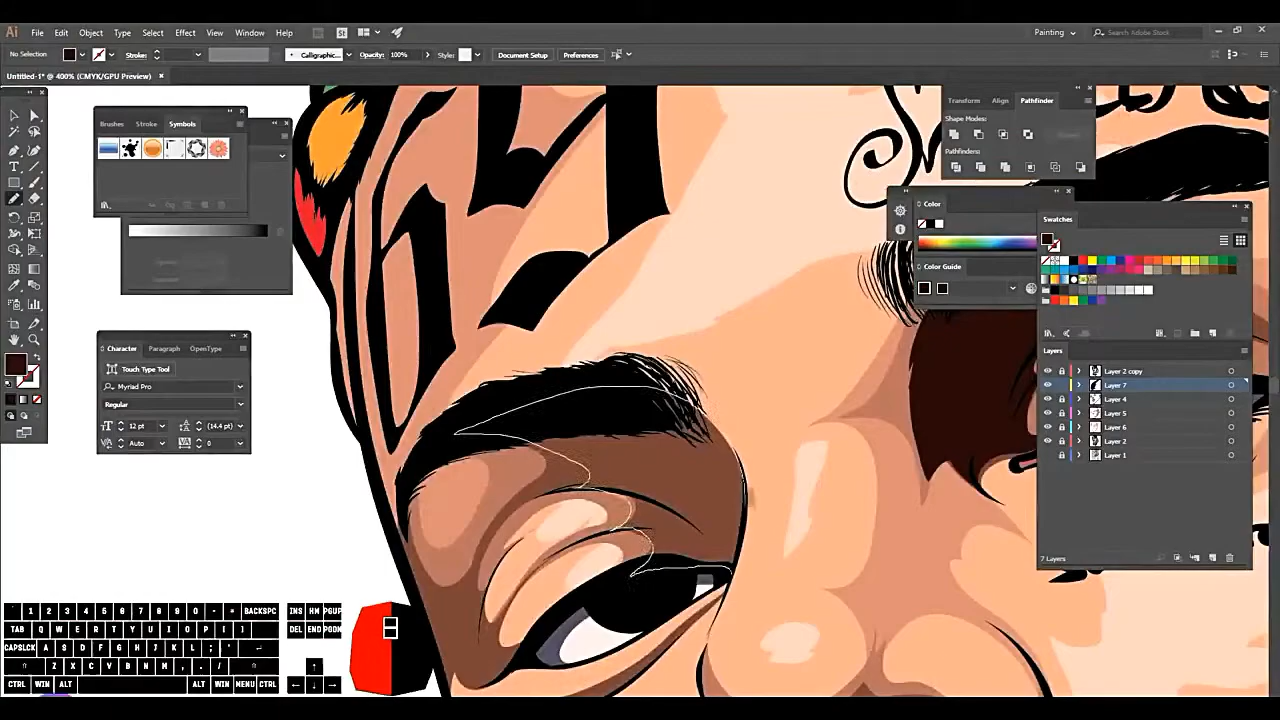 Ai File Edit Object Type Select Effect View Window Help Br St Painting Search Adobe Stock
No Selection Stroke: Calligraphic... Opacity: 100% Style: Document Setup Preferences
Untitled-1* @ 400% (CMYK/GPU Preview) ×
Transform Align Pathfinder
Shape Modes:
Pathfinders:
Brushes Stroke Symbols
Color
Swatches
Color Guide
Character Paragraph OpenType
Touch Type Tool
Myriad Pro
Regular
12 pt (14.4 pt)
Auto 0
Layers
Layer 2 copy
Layer 7
Layer 4
Layer 5
Layer 6
Layer 2
Layer 1
7 Layers
` 1 2 3 4 5 6 7 8 9 0 - = BACKSPC INS HM PGUP
TAB Q W E R T Y U I O P [ ] DEL END PGDN
CAPSLCK A S D F G H J K L ; '
Z X C V B N M , . /
CTRL WIN ALT ALT WIN MENU CTRL